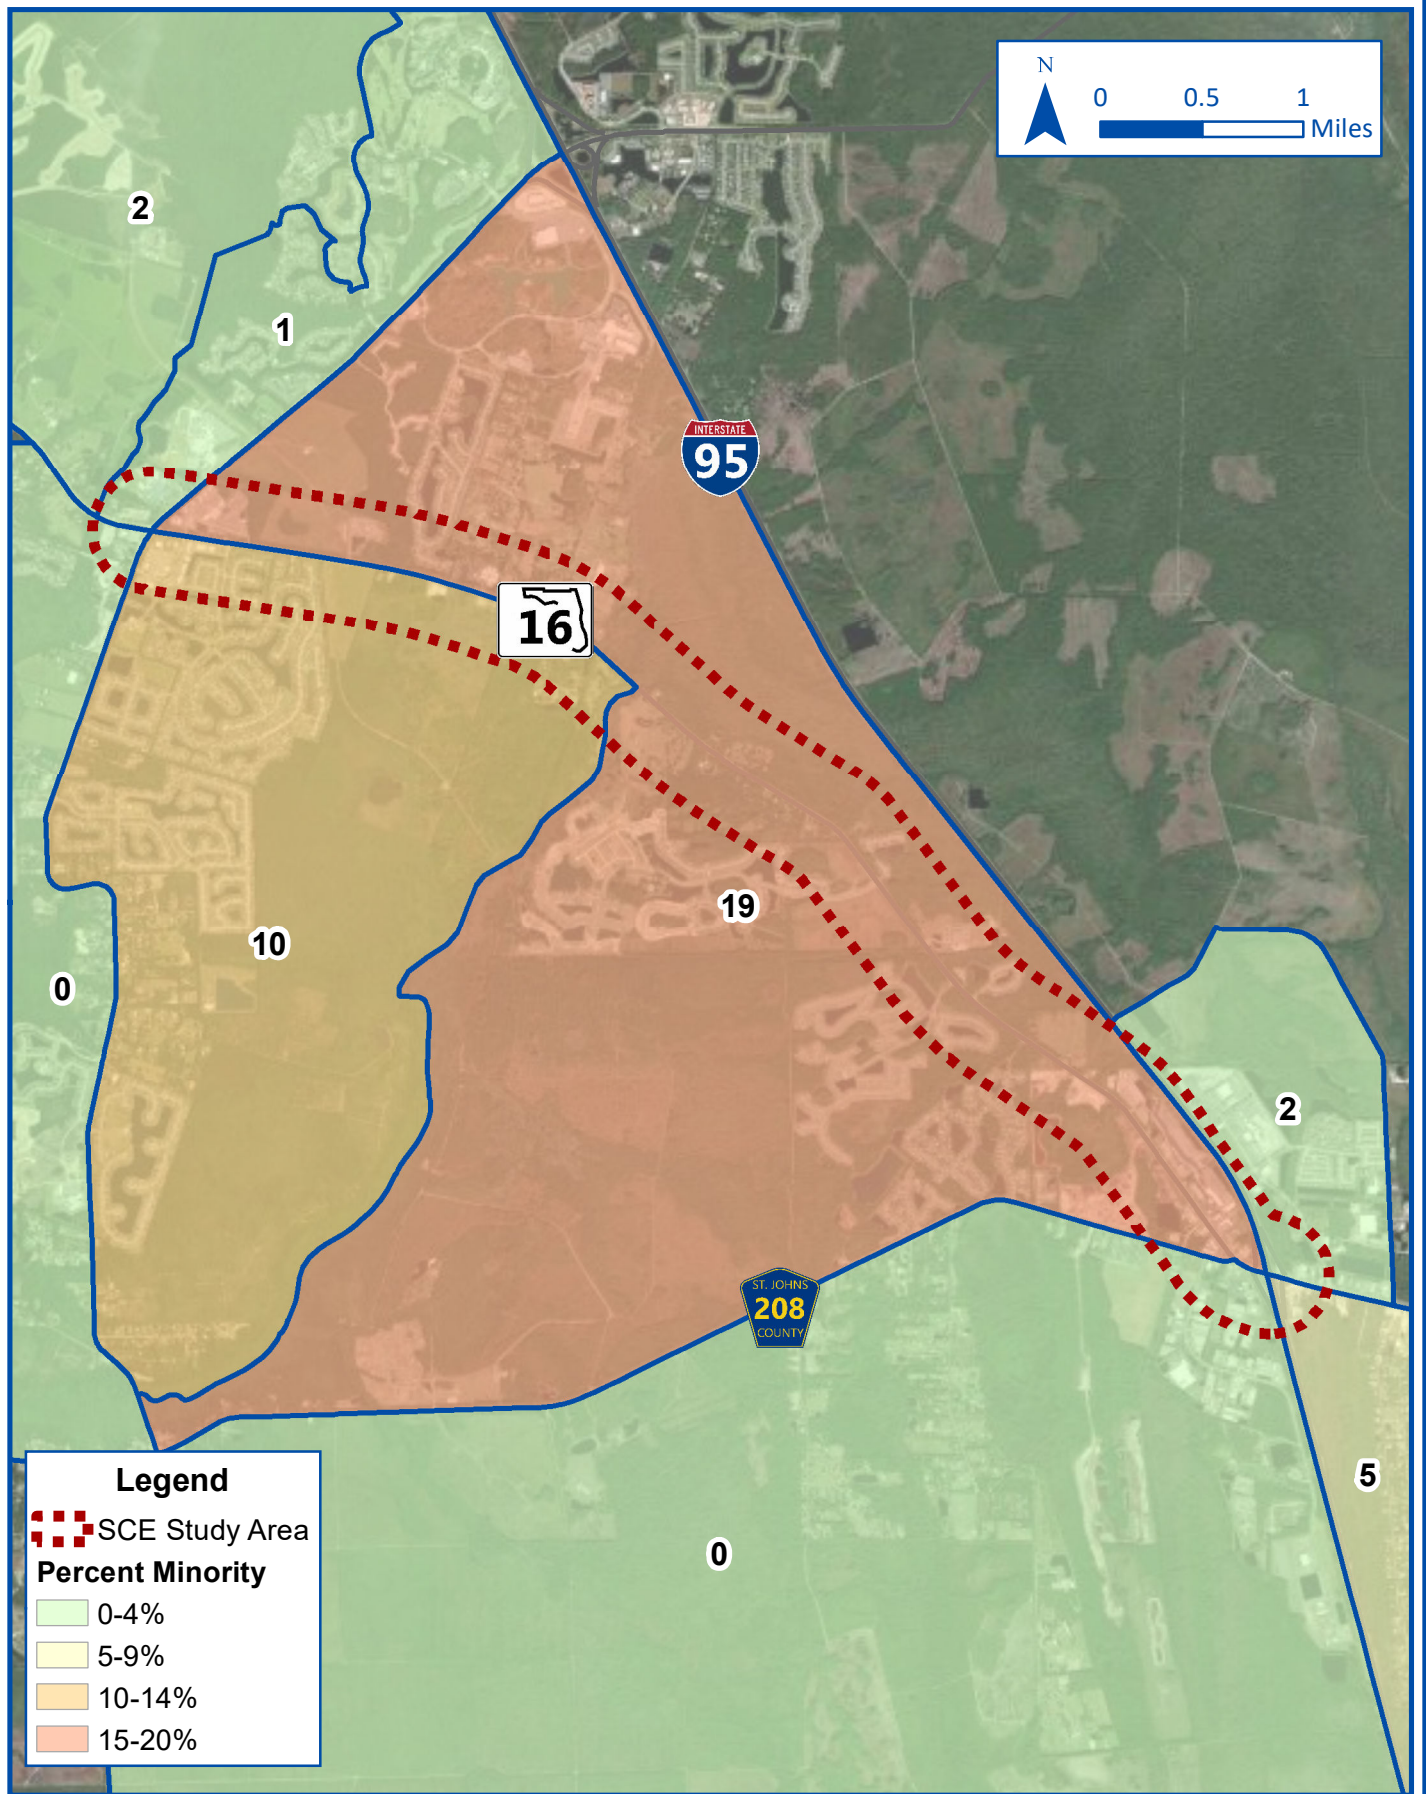 N
0 0.5 1
Miles
2
1
INTERSTATE
95
16
19
10
0
2
ST. JOHNS
208
COUNTY
5
0
Legend
SCE Study Area
Percent Minority
0-4%
5-9%
10-14%
15-20%